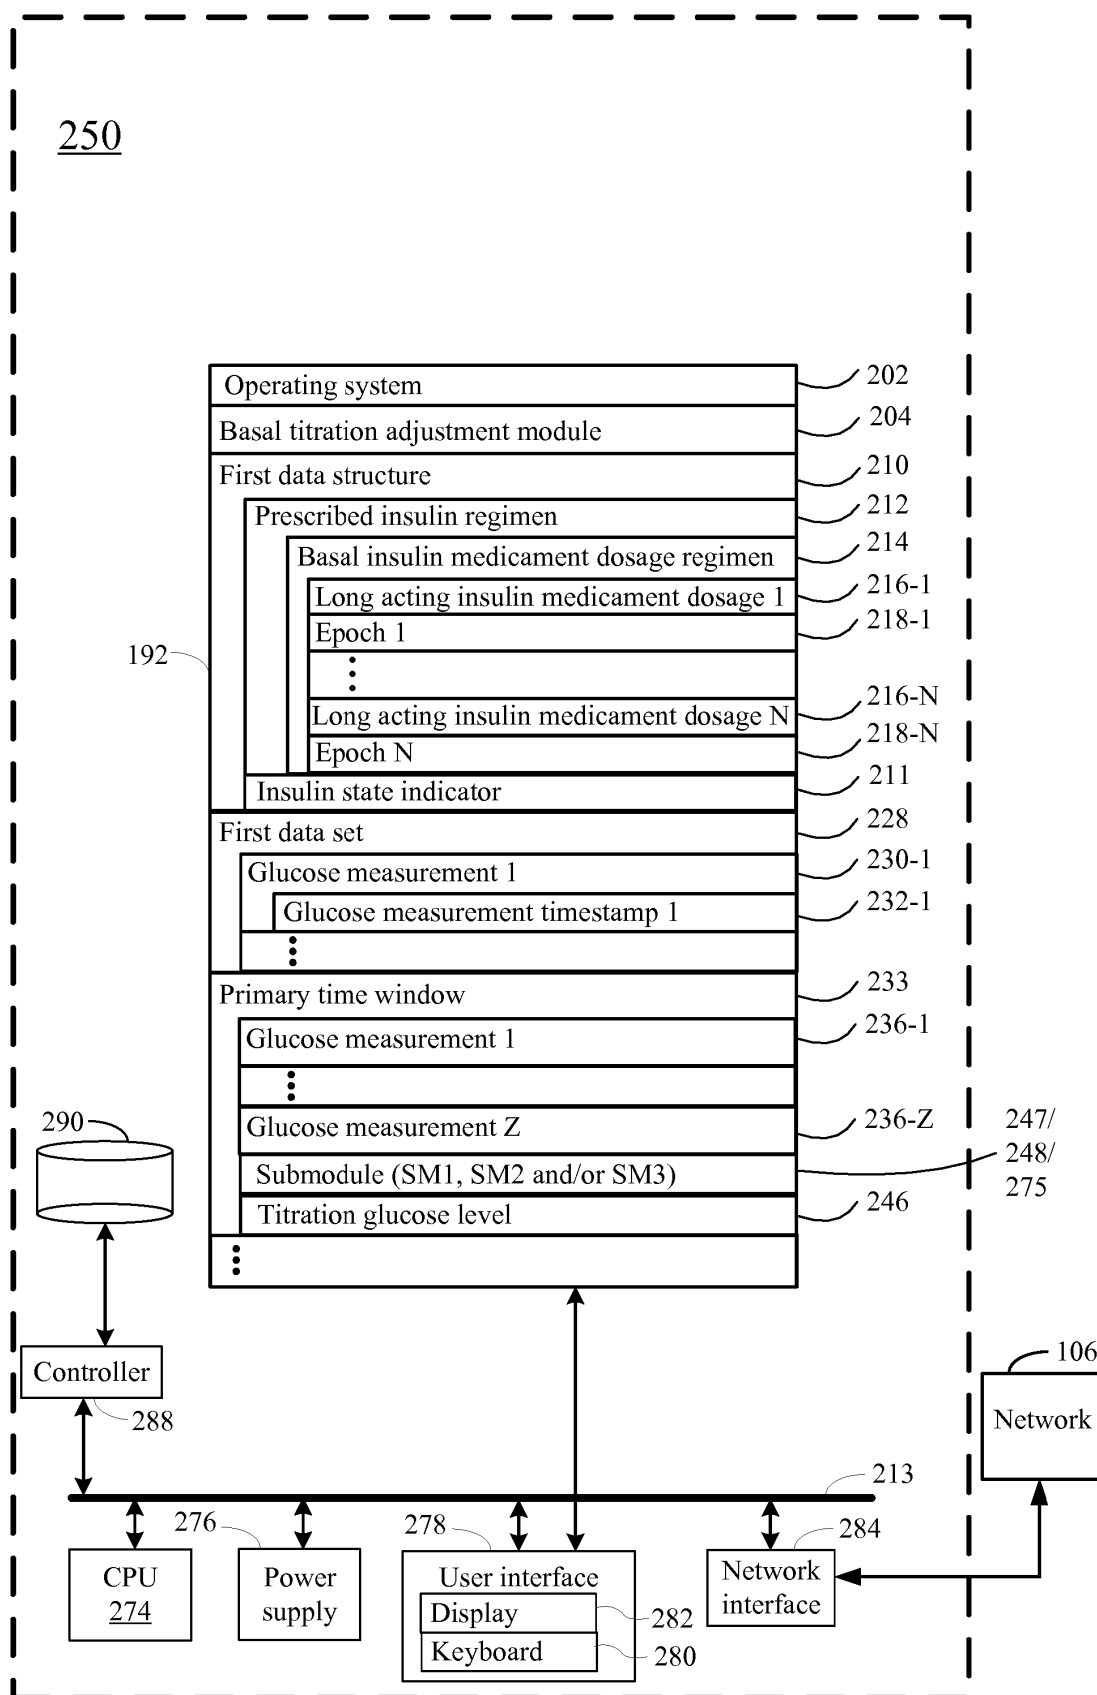 250
Operating system
202
Basal titration adjustment module
204
First data structure
210
Prescribed insulin regimen
212
Basal insulin medicament dosage regimen
214
Long acting insulin medicament dosage 1
216-1
Epoch 1
218-1
192
Long acting insulin medicament dosage N
216-N
Epoch N
218-N
Insulin state indicator
211
First data set
228
Glucose measurement 1
230-1
Glucose measurement timestamp 1
232-1
Primary time window
233
Glucose measurement 1
236-1
Glucose measurement Z
236-Z
Submodule (SM1, SM2 and/or SM3)
247/
248/
275
Titration glucose level
246
290
Controller
288
106
Network
213
276
278
284
CPU
274
Power
supply
User interface
Display
282
Keyboard
280
Network
interface